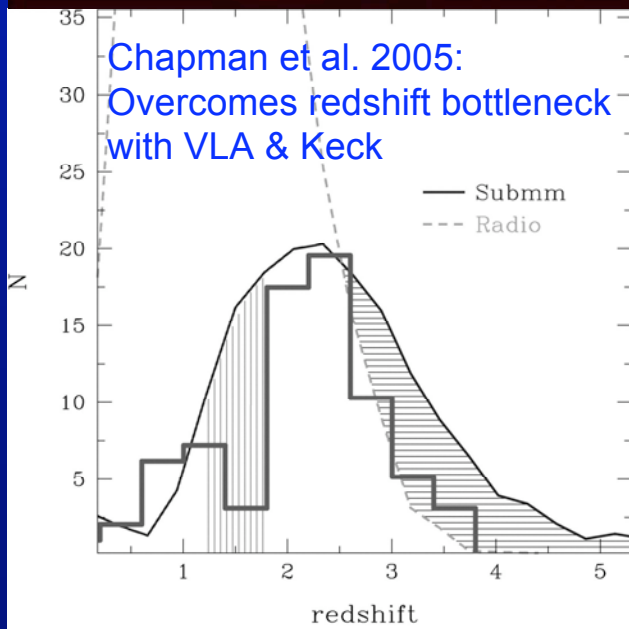 Chapman et al. 2005:
Overcomes redshift bottleneck
with VLA & Keck
35
30
25
20
15
10
5
N
Submm
Radio
1 2 3 4 5
redshift